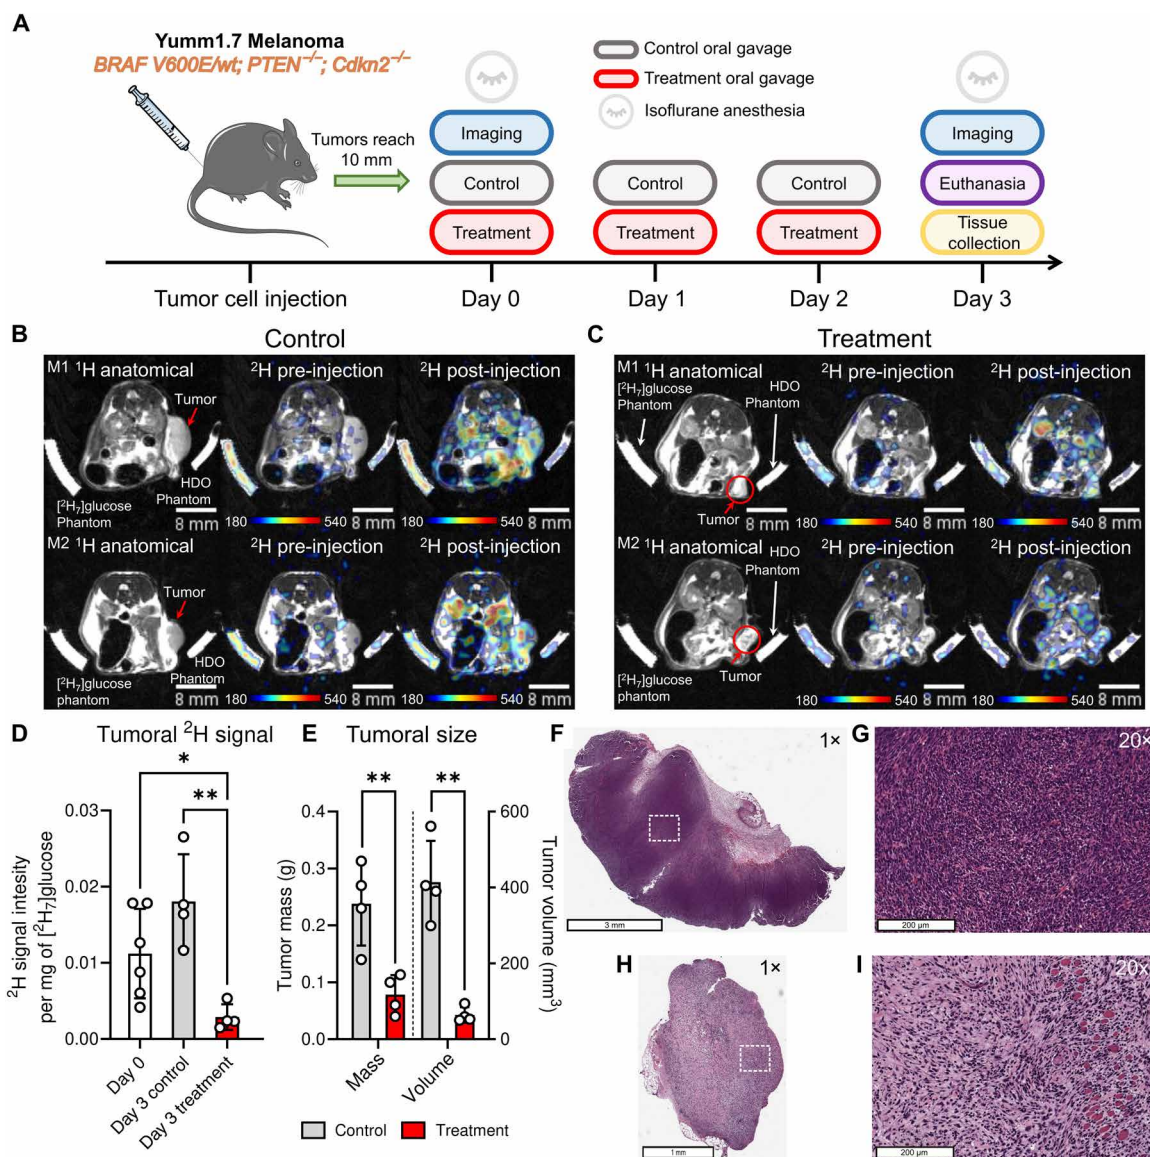 A
Yumm1.7 Melanoma
BRAF V600E/wt; PTEN⁻/⁻; Cdkn2⁻/⁻
Tumors reach
10 mm
Control oral gavage
Treatment oral gavage
Isoflurane anesthesia
Imaging
Control
Treatment
Control
Treatment
Control
Treatment
Imaging
Euthanasia
Tissue
collection
Tumor cell injection
Day 0
Day 1
Day 2
Day 3
B
Control
M1 ¹H anatomical
²H pre-injection
²H post-injection
Tumor
HDO
Phantom
[²H₇]glucose
Phantom
8 mm
180
540
8 mm
180
540
8 mm
M2 ¹H anatomical
²H pre-injection
²H post-injection
Tumor
HDO
Phantom
[²H₇]glucose
phantom
8 mm
180
540
8 mm
180
540
8 mm
C
Treatment
M1 ¹H anatomical
²H pre-injection
²H post-injection
[²H₇]glucose
Phantom
HDO
Phantom
Tumor
8 mm
180
540
8 mm
180
540
8 mm
M2 ¹H anatomical
²H pre-injection
²H post-injection
HDO
Phantom
Tumor
[²H₇]glucose
phantom
8 mm
180
540
8 mm
180
540
8 mm
D
Tumoral ²H signal
*
**
0.03
0.02
0.01
0.00
²H signal intesity
per mg of [²H₇]glucose
Day 0
Day 3 control
Day 3 treatment
E
Tumoral size
**
**
0.4
0.3
0.2
0.1
0.0
Tumor mass (g)
600
400
200
0
Tumor volume (mm³)
Mass
Volume
Control
Treatment
F
1×
3 mm
G
20×
200 µm
H
1×
1 mm
I
20×
200 µm